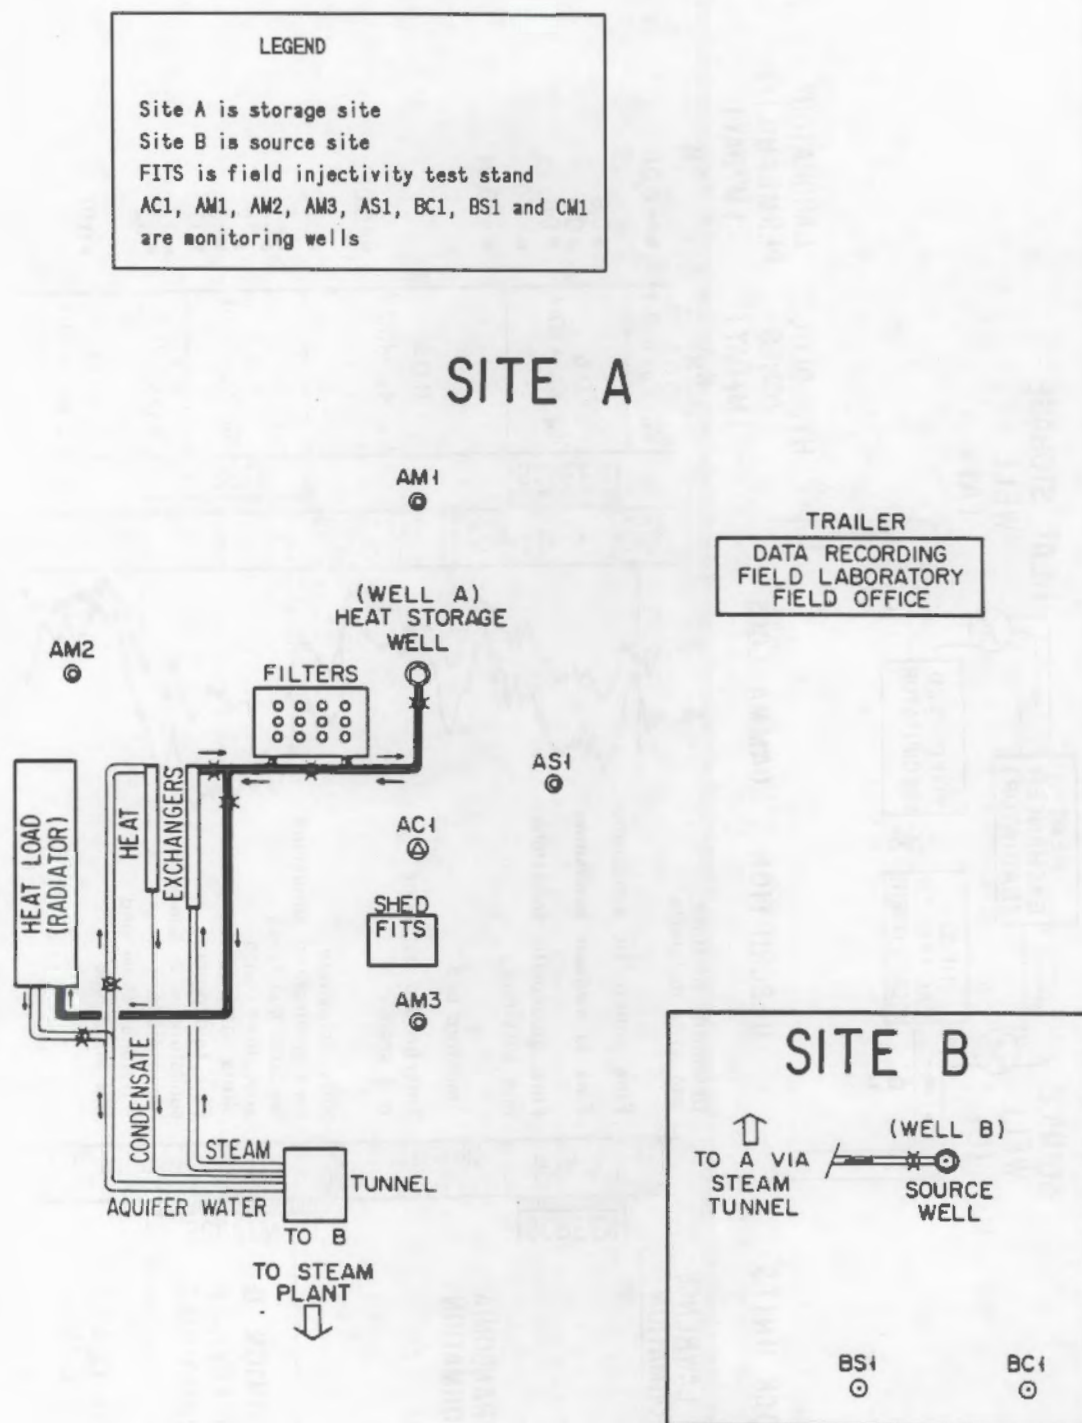 LEGEND
Site A is storage site
Site B is source site
FITS is field injectivity test stand
AC1, AM1, AM2, AM3, AS1, BC1, BS1 and CM1
are monitoring wells
SITE A
AM1
TRAILER
DATA RECORDING
FIELD LABORATORY
FIELD OFFICE
(WELL A)
HEAT STORAGE
WELL
AM2
FILTERS
AS1
HEAT LOAD
(RADIATOR)
HEAT
EXCHANGERS
AC1
SHED
FITS
AM3
CONDENSATE
STEAM
AQUIFER WATER
TUNNEL
TO B
TO STEAM
PLANT
SITE B
TO A VIA
STEAM
TUNNEL
(WELL B)
SOURCE
WELL
BS1
BC1